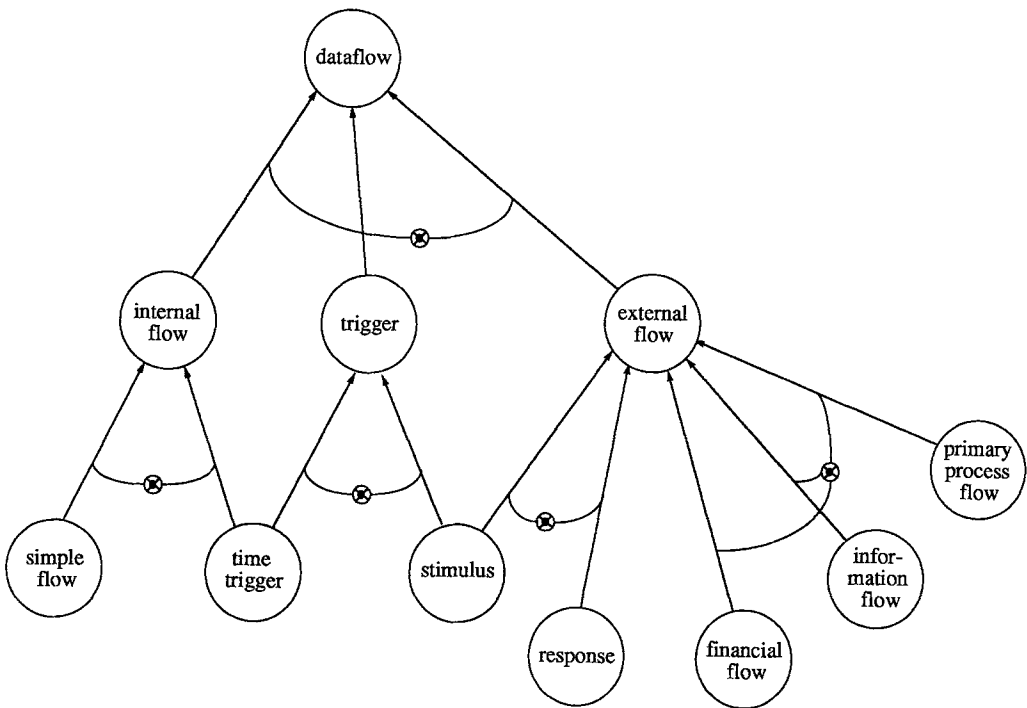 dataflow
internal
flow
trigger
external
flow
primary
process
flow
simple
flow
time
trigger
stimulus
infor-
mation
flow
response
financial
flow